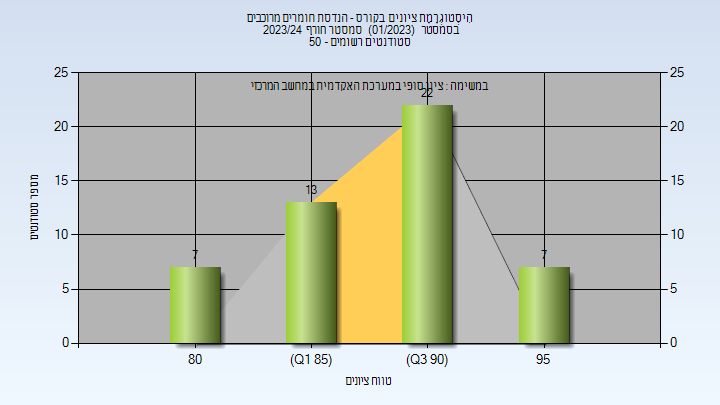 היסטוגרמת ציונים בקורס - הנדסת חומרים מרוכבים
בסמסטר (01/2023) סמסטר חורף 2023/24
סטודנטים רשומים - 50
במשימה : ציון סופי במערכת האקדמית במחשב המרכזי
25 25
20 20
15 15
10 10
5 5
0 0
מספר סטודנטים
7
13
22
7
80
(Q1 85)
(Q3 90)
95
טווח ציונים